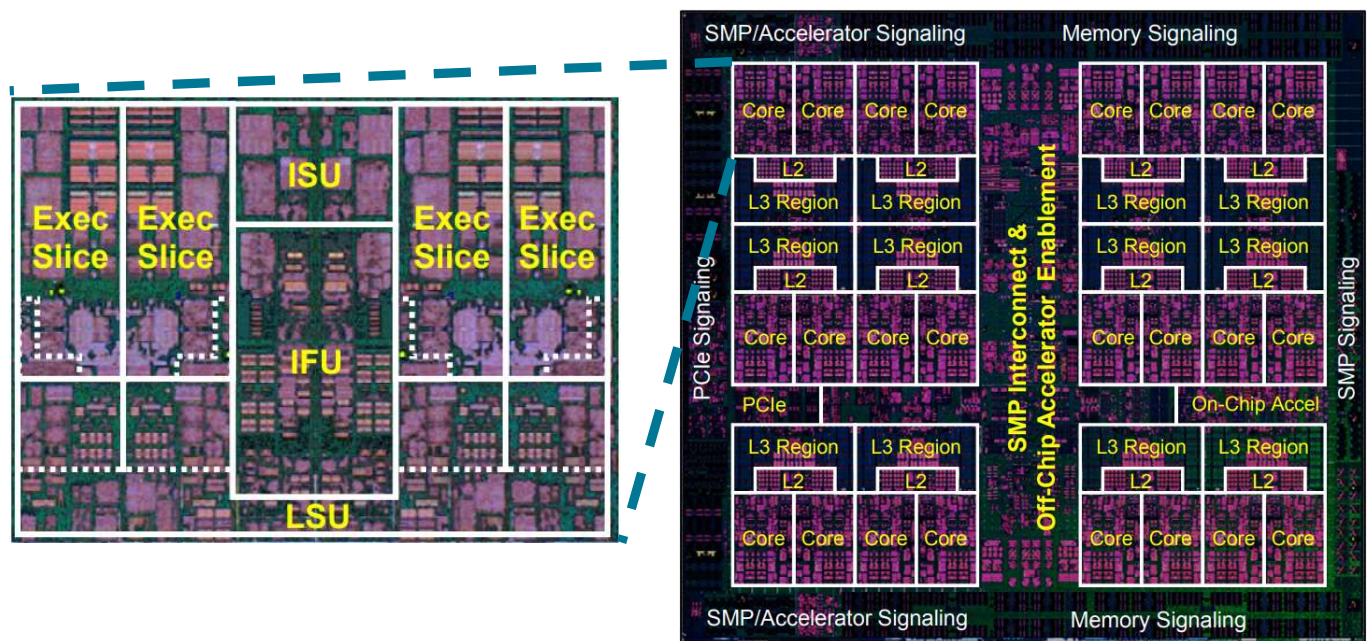 ISU
Exec
Slice
Exec
Slice
Exec
Slice
Exec
Slice
IFU
LSU
SMP/Accelerator Signaling
Memory Signaling
Core
Core
Core
Core
Core
Core
Core
Core
L2
L2
L2
L2
L3 Region
L3 Region
L3 Region
L3 Region
L3 Region
L3 Region
L3 Region
L3 Region
L2
L2
L2
L2
Core
Core
Core
Core
Core
Core
Core
Core
PCIe Signaling
SMP Interconnect &
Off-Chip Accelerator Enablement
SMP Signaling
PCIe
On-Chip Accel
L3 Region
L3 Region
L3 Region
L3 Region
L2
L2
L2
L2
Core
Core
Core
Core
Core
Core
Core
Core
SMP/Accelerator Signaling
Memory Signaling